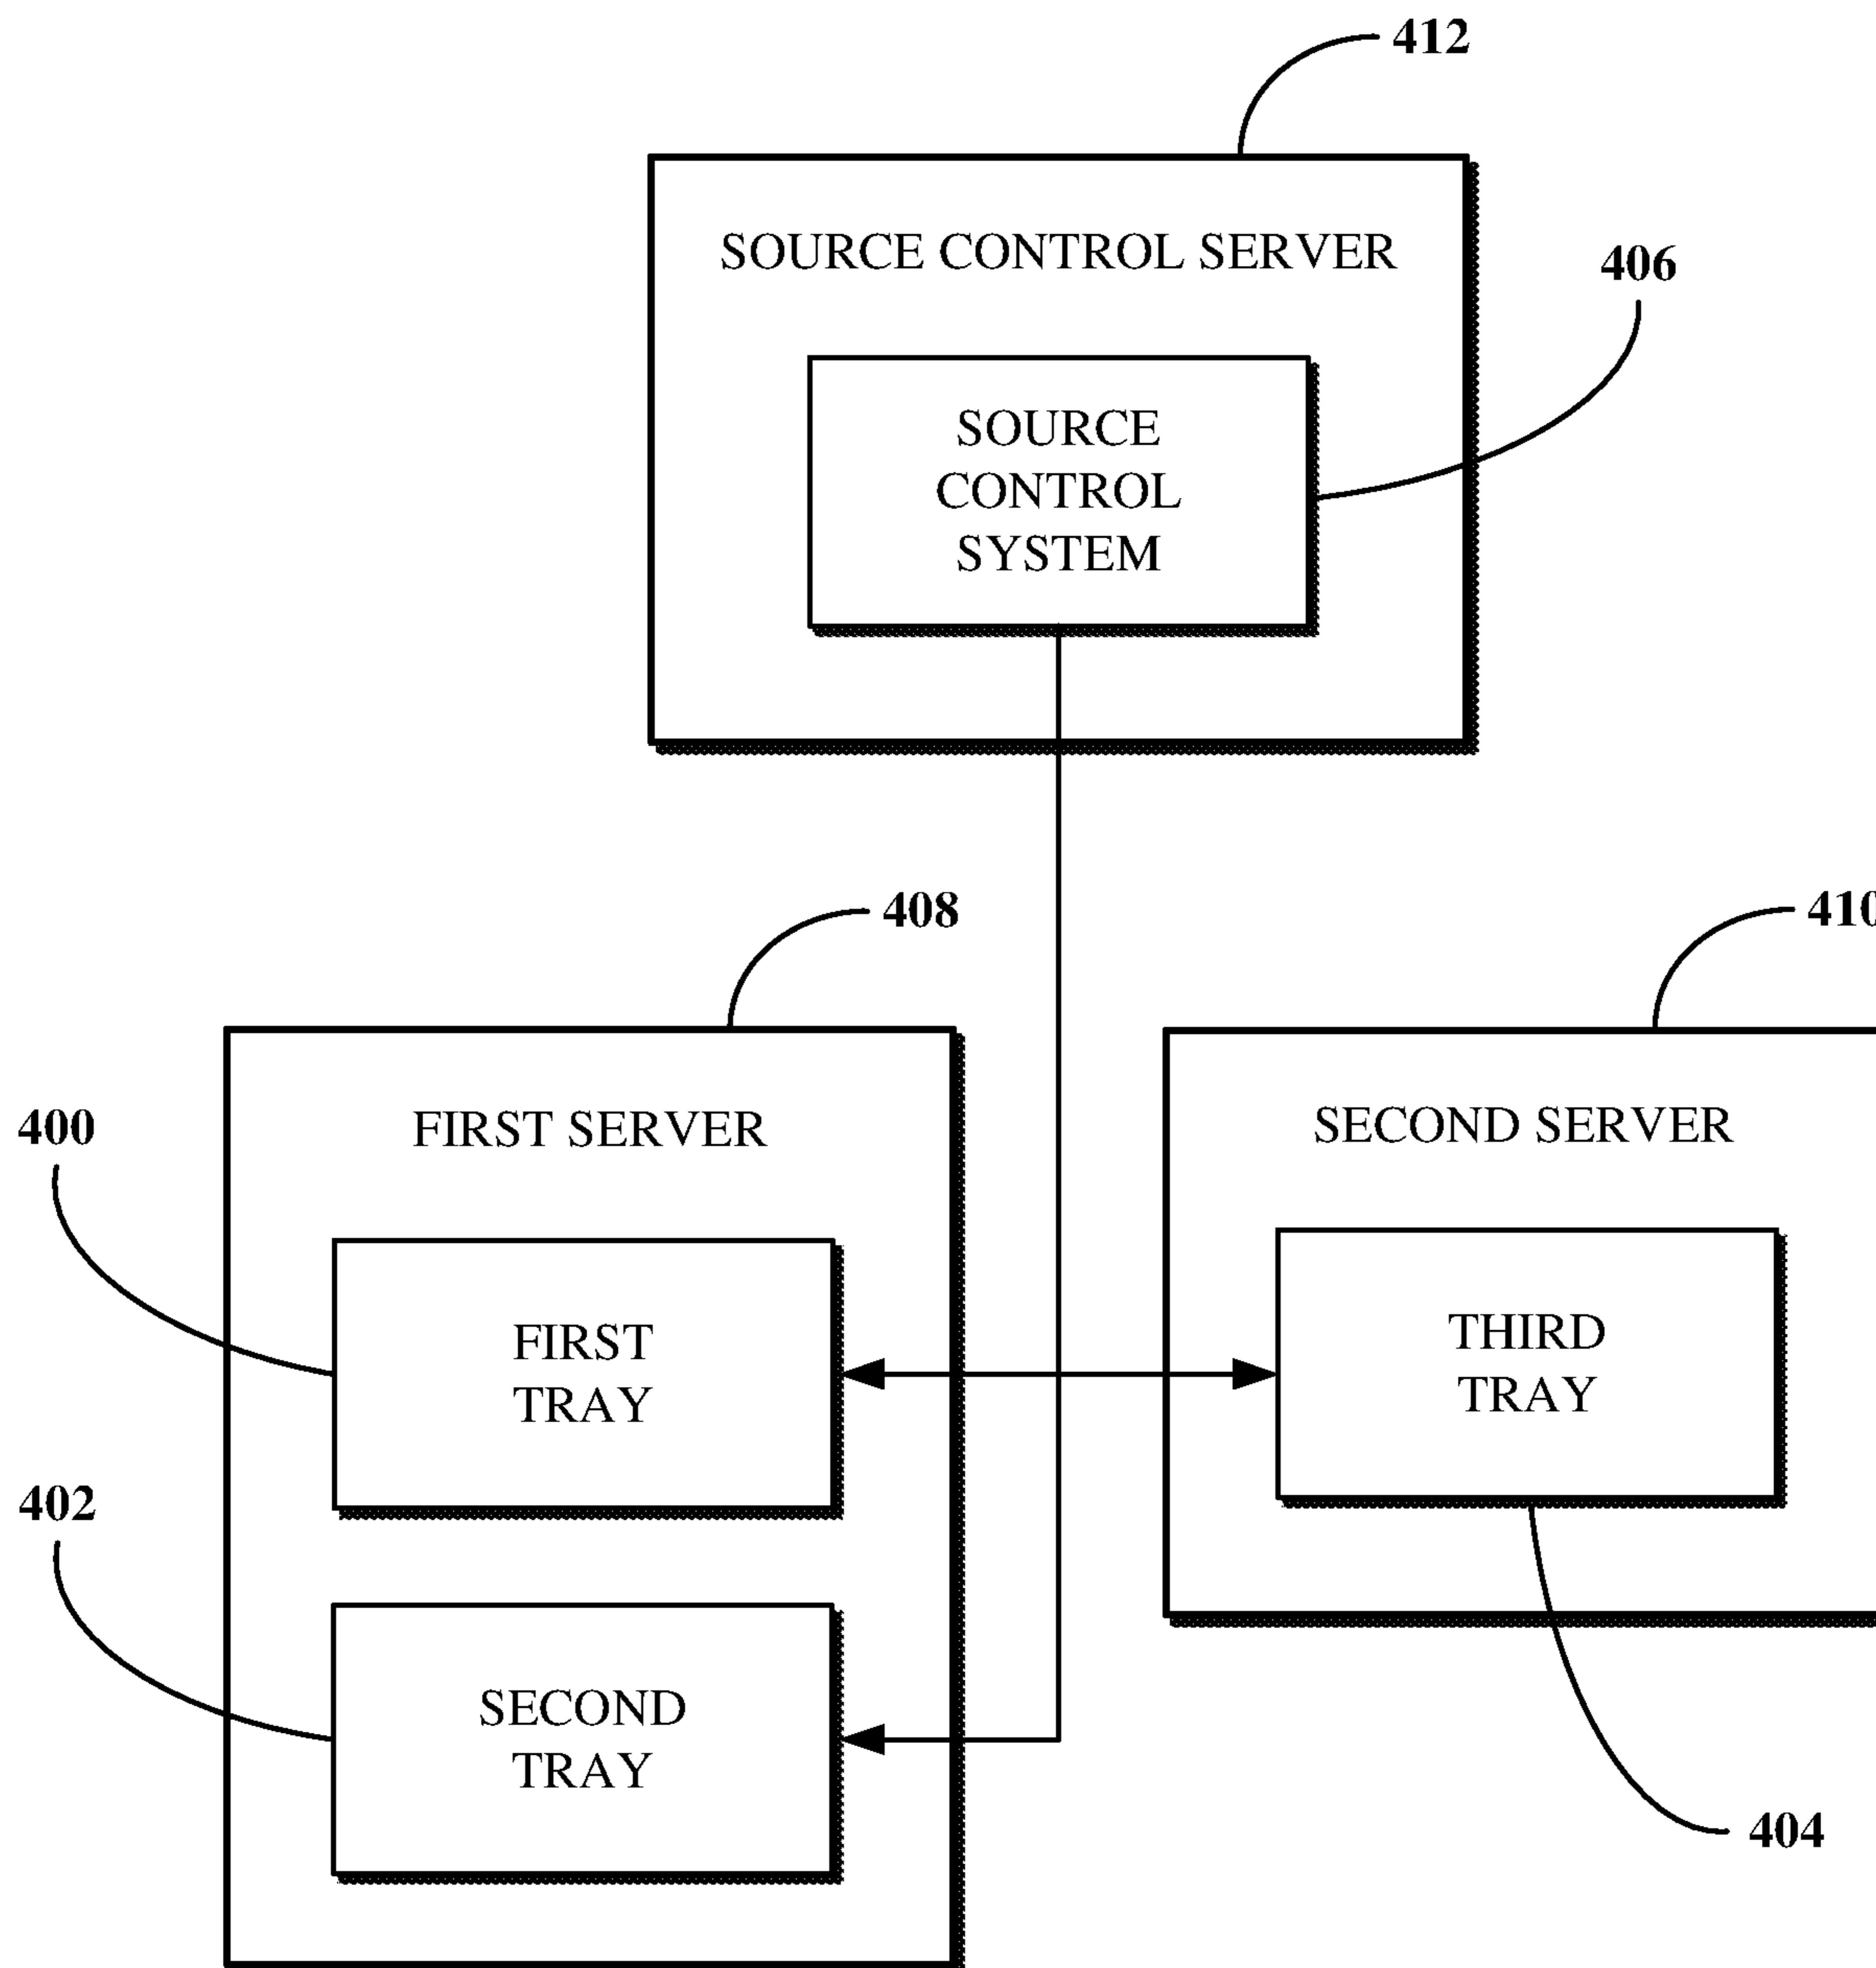 412
SOURCE CONTROL SERVER
406
SOURCE
CONTROL
SYSTEM
408
410
FIRST SERVER
SECOND SERVER
400
FIRST
TRAY
THIRD
TRAY
402
SECOND
TRAY
404